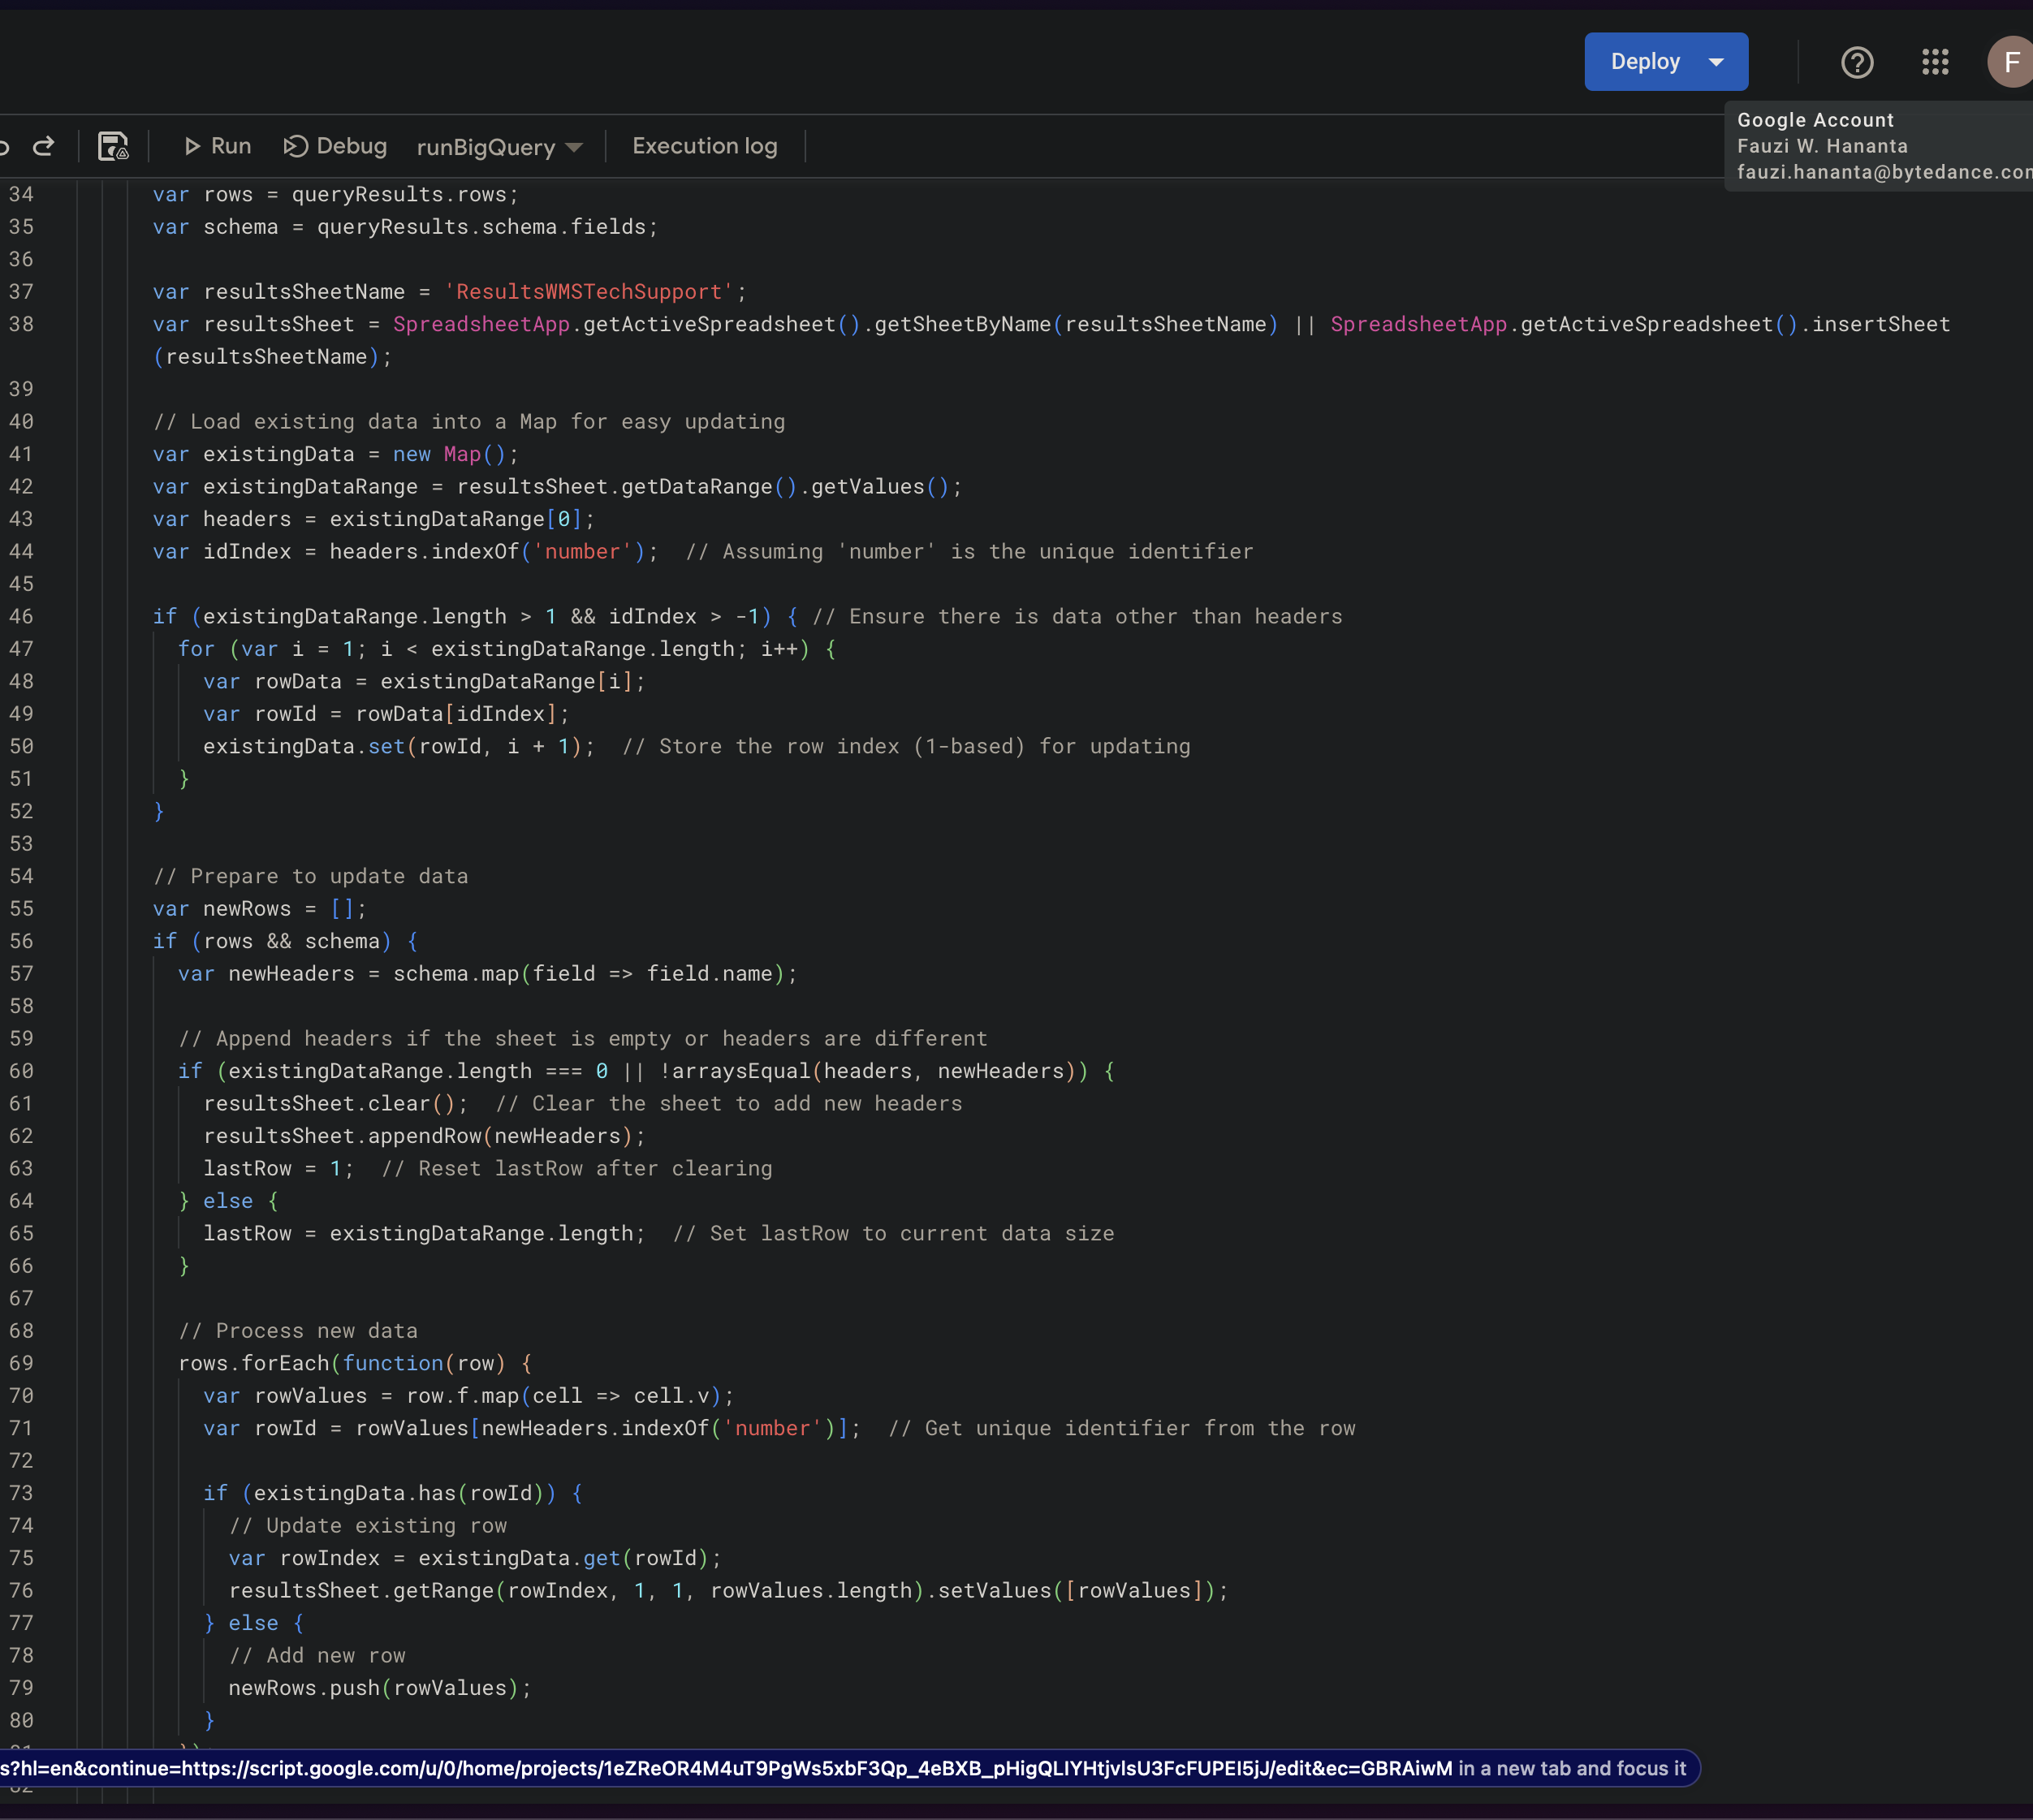 Deploy
F
Google Account
Fauzi W. Hananta
fauzi.hananta@bytedance.com
Run Debug runBigQuery Execution log
34 var rows = queryResults.rows;
35 var schema = queryResults.schema.fields;
36
37 var resultsSheetName = 'ResultsWMSTechSupport';
38 var resultsSheet = SpreadsheetApp.getActiveSpreadsheet().getSheetByName(resultsSheetName) || SpreadsheetApp.getActiveSpreadsheet().insertSheet
(resultsSheetName);
39
40 // Load existing data into a Map for easy updating
41 var existingData = new Map();
42 var existingDataRange = resultsSheet.getDataRange().getValues();
43 var headers = existingDataRange[0];
44 var idIndex = headers.indexOf('number');  // Assuming 'number' is the unique identifier
45
46 if (existingDataRange.length > 1 && idIndex > -1) { // Ensure there is data other than headers
47 for (var i = 1; i < existingDataRange.length; i++) {
48 var rowData = existingDataRange[i];
49 var rowId = rowData[idIndex];
50 existingData.set(rowId, i + 1);  // Store the row index (1-based) for updating
51 }
52 }
53
54 // Prepare to update data
55 var newRows = [];
56 if (rows && schema) {
57 var newHeaders = schema.map(field => field.name);
58
59 // Append headers if the sheet is empty or headers are different
60 if (existingDataRange.length === 0 || !arraysEqual(headers, newHeaders)) {
61 resultsSheet.clear();  // Clear the sheet to add new headers
62 resultsSheet.appendRow(newHeaders);
63 lastRow = 1;  // Reset lastRow after clearing
64 } else {
65 lastRow = existingDataRange.length;  // Set lastRow to current data size
66 }
67
68 // Process new data
69 rows.forEach(function(row) {
70 var rowValues = row.f.map(cell => cell.v);
71 var rowId = rowValues[newHeaders.indexOf('number')];  // Get unique identifier from the row
72
73 if (existingData.has(rowId)) {
74 // Update existing row
75 var rowIndex = existingData.get(rowId);
76 resultsSheet.getRange(rowIndex, 1, 1, rowValues.length).setValues([rowValues]);
77 } else {
78 // Add new row
79 newRows.push(rowValues);
80 }
s?hl=en&continue=https://script.google.com/u/0/home/projects/1eZReOR4M4uT9PgWs5xbF3Qp_4eBXB_pHigQLIYHtjvlsU3FcFUPEI5jJ/edit&ec=GBRAiwM in a new tab and focus it